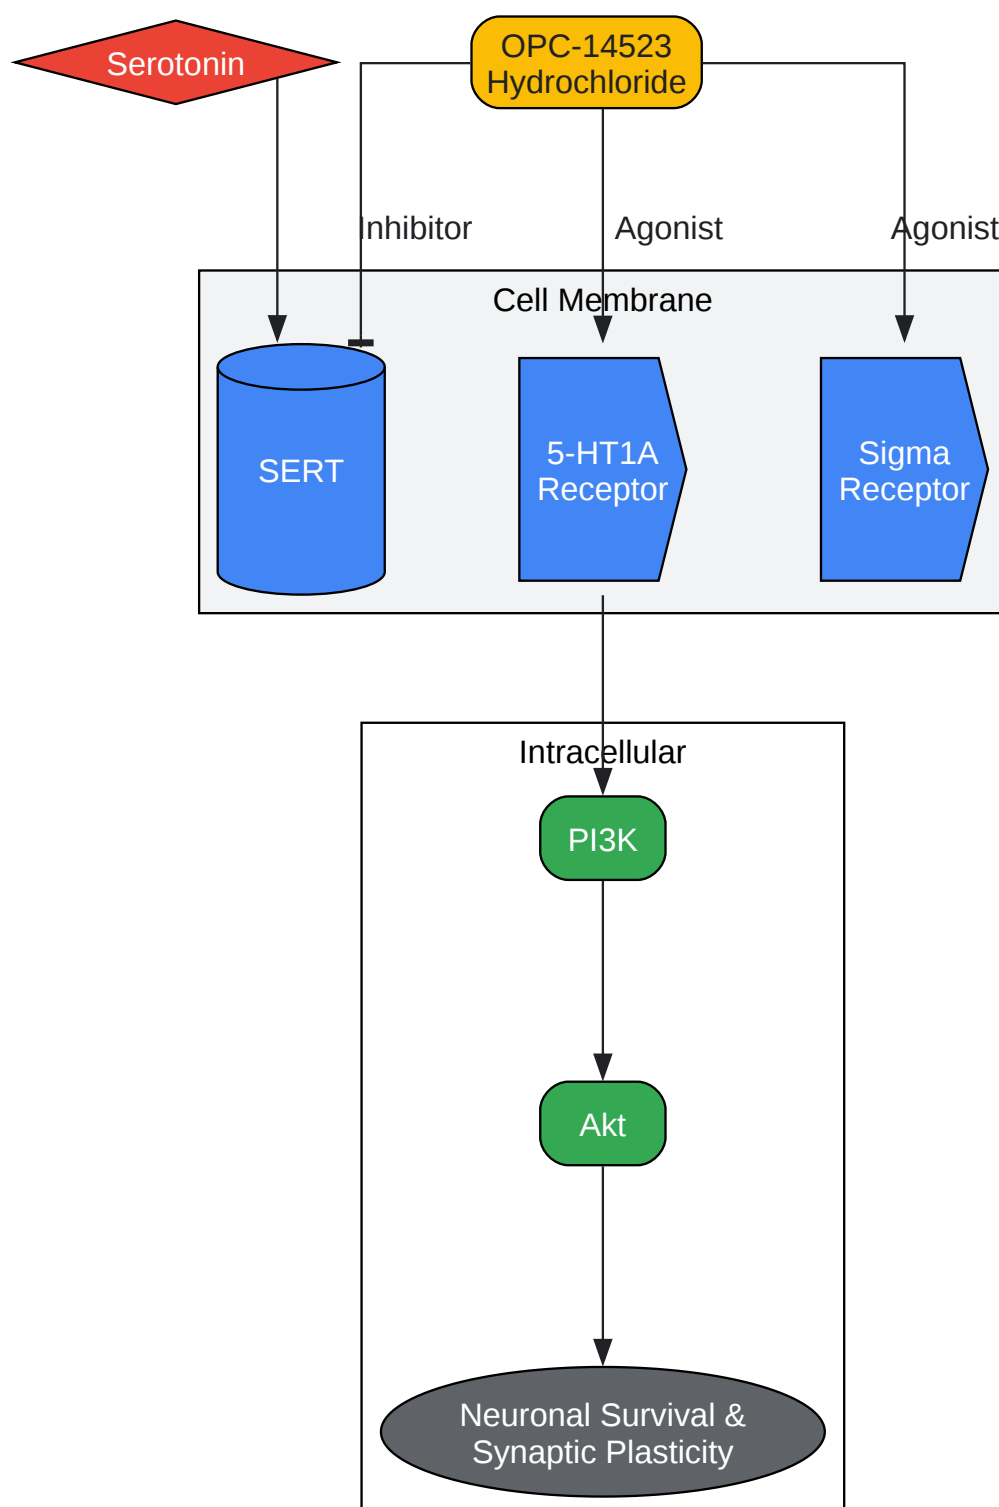 Serotonin
OPC-14523
Hydrochloride
Inhibitor
Agonist
Agonist
Cell Membrane
SERT
5-HT1A
Receptor
Sigma
Receptor
Intracellular
PI3K
Akt
Neuronal Survival &
Synaptic Plasticity